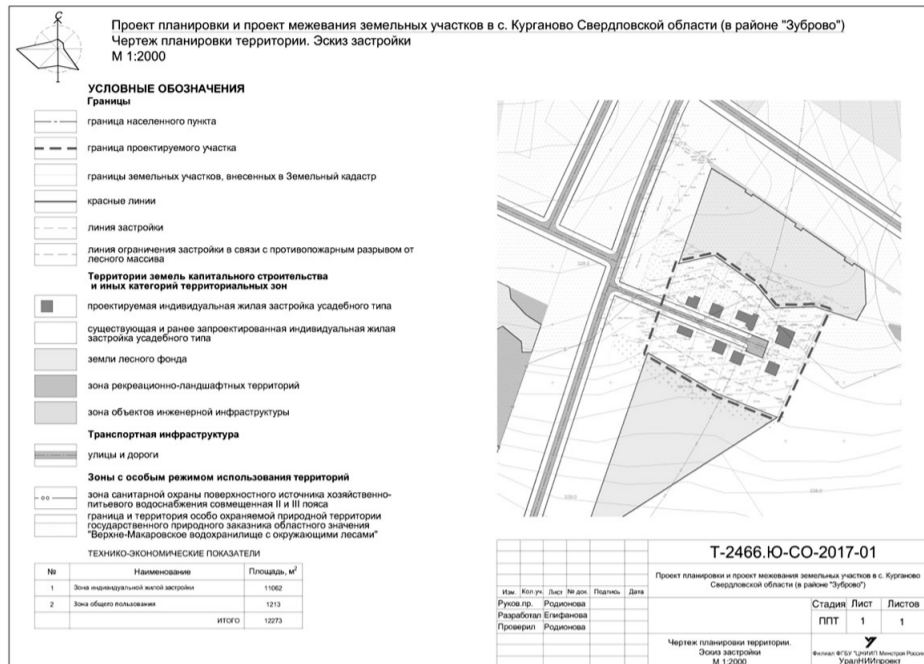 С
Проект планировки и проект межевания земельных участков в с. Курганово Свердловской области (в районе "Зуброво")
Чертеж планировки территории. Эскиз застройки
М 1:2000
УСЛОВНЫЕ ОБОЗНАЧЕНИЯ
Границы
граница населенного пункта
граница проектируемого участка
границы земельных участков, внесенных в Земельный кадастр
красные линии
линия застройки
линия ограничения застройки в связи с противопожарным разрывом от
лесного массива
Территории земель капитального строительства
и иных категорий территориальных зон
проектируемая индивидуальная жилая застройка усадебного типа
существующая и ранее запроектированная индивидуальная жилая
застройка усадебного типа
земли лесного фонда
зона рекреационно-ландшафтных территорий
зона объектов инженерной инфраструктуры
Транспортная инфраструктура
улицы и дороги
Зоны с особым режимом использования территорий
зона санитарной охраны поверхностного источника хозяйственно-
питьевого водоснабжения совмещенная II и III пояса
граница и территория особо охраняемой природной территории
государственного природного заказника областного значения
"Верхне-Макаровское водохранилище с окружающими лесами"
ТЕХНИКО-ЭКОНОМИЧЕСКИЕ ПОКАЗАТЕЛИ
№ Наименование Площадь, м²
1 Зона индивидуальной жилой застройки 11062
2 Зона общего пользования 1213
ИТОГО 12273
Т-2466.Ю-СО-2017-01
Проект планировки и проект межевания земельных участков в с. Курганово
Свердловской области (в районе "Зуброво")
Изм. Кол.уч. Лист № док. Подпись Дата
Руков.пр. Родионова
Разработал Епифанова
Проверил Родионова
Стадия Лист Листов
ППТ 1 1
Чертеж планировки территории.
Эскиз застройки
М 1:2000
Филиал ФГБУ "ЦНИИП Минстроя России"
УралНИИпроект